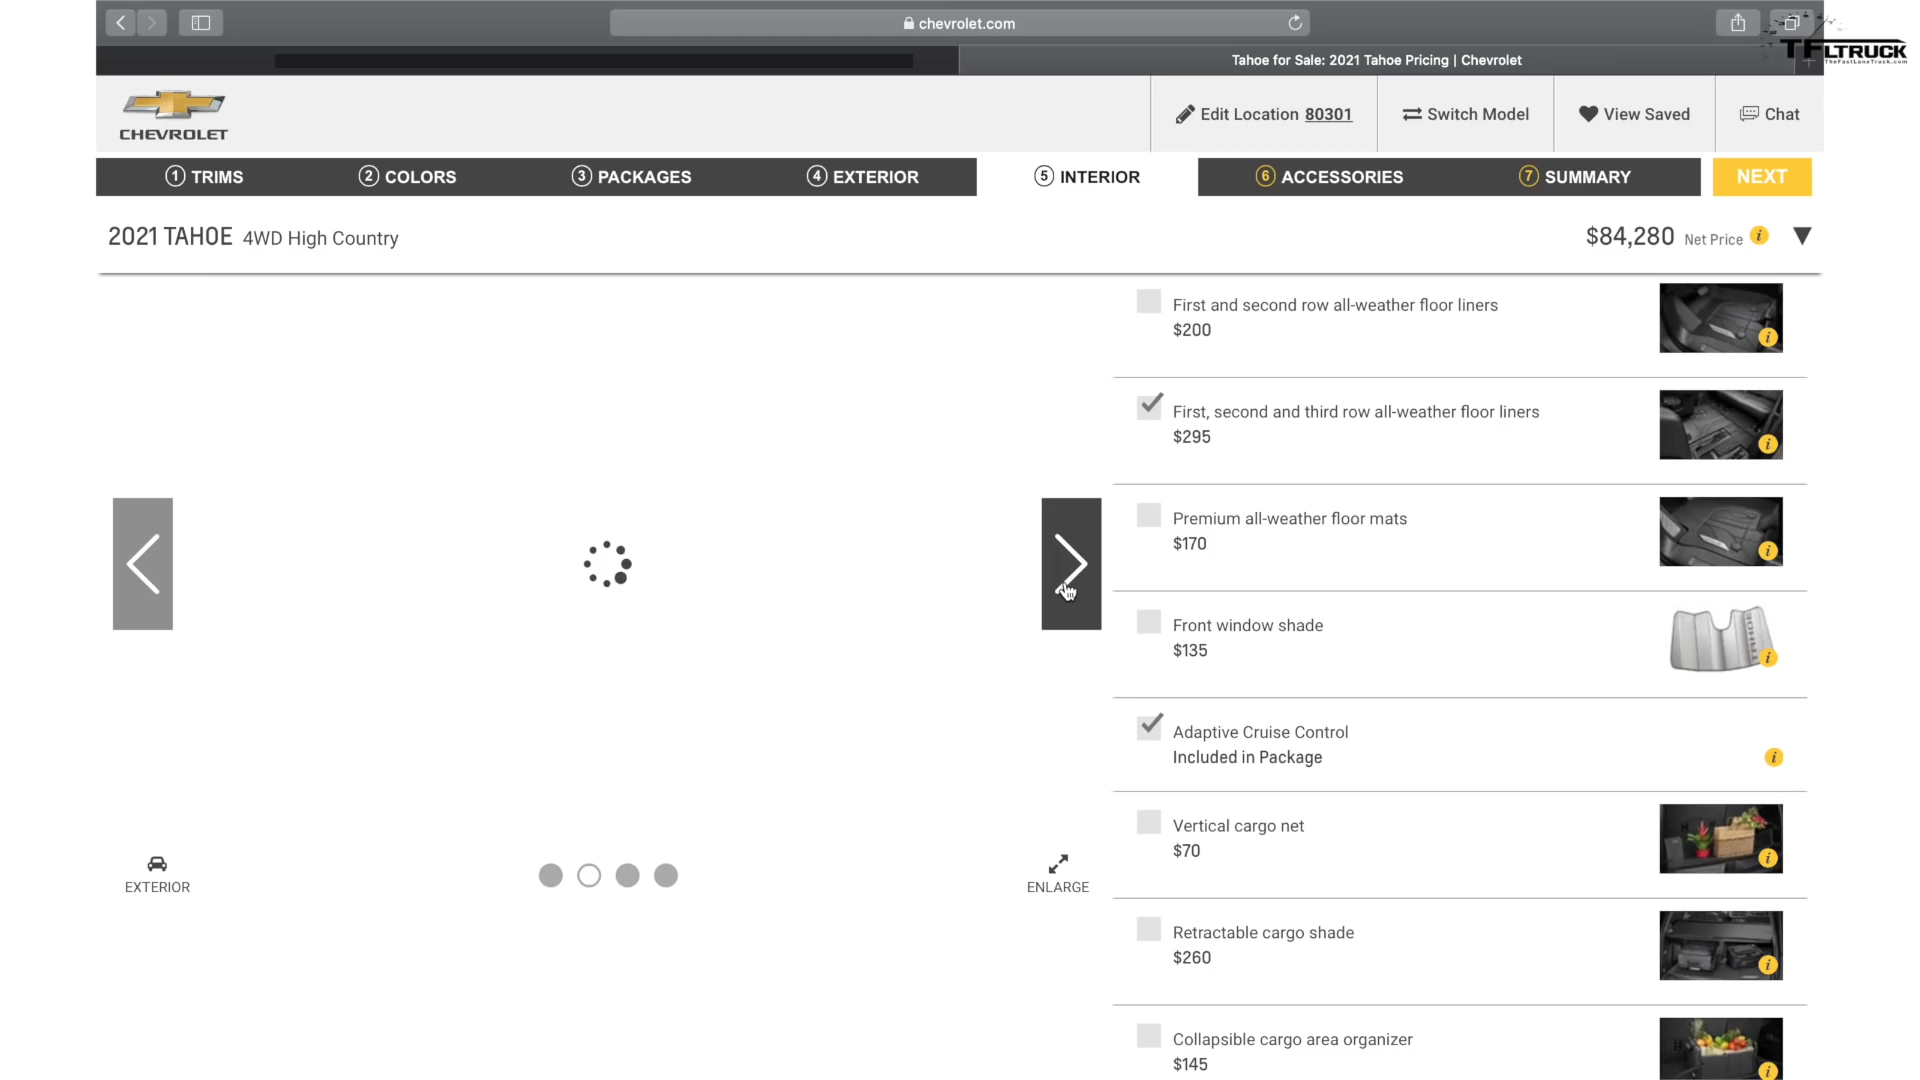 chevrolet.com
Tahoe for Sale: 2021 Tahoe Pricing | Chevrolet
TFLTRUCK
TheFastLaneTruck.com
CHEVROLET
Edit Location 80301
Switch Model
View Saved
Chat
1 TRIMS
2 COLORS
3 PACKAGES
4 EXTERIOR
5 INTERIOR
6 ACCESSORIES
7 SUMMARY
NEXT
2021 TAHOE 4WD High Country
$84,280 Net Price
First and second row all-weather floor liners
$200
First, second and third row all-weather floor liners
$295
Premium all-weather floor mats
$170
Front window shade
$135
TAHOE
Adaptive Cruise Control
Included in Package
Vertical cargo net
$70
Retractable cargo shade
$260
Collapsible cargo area organizer
$145
EXTERIOR
ENLARGE